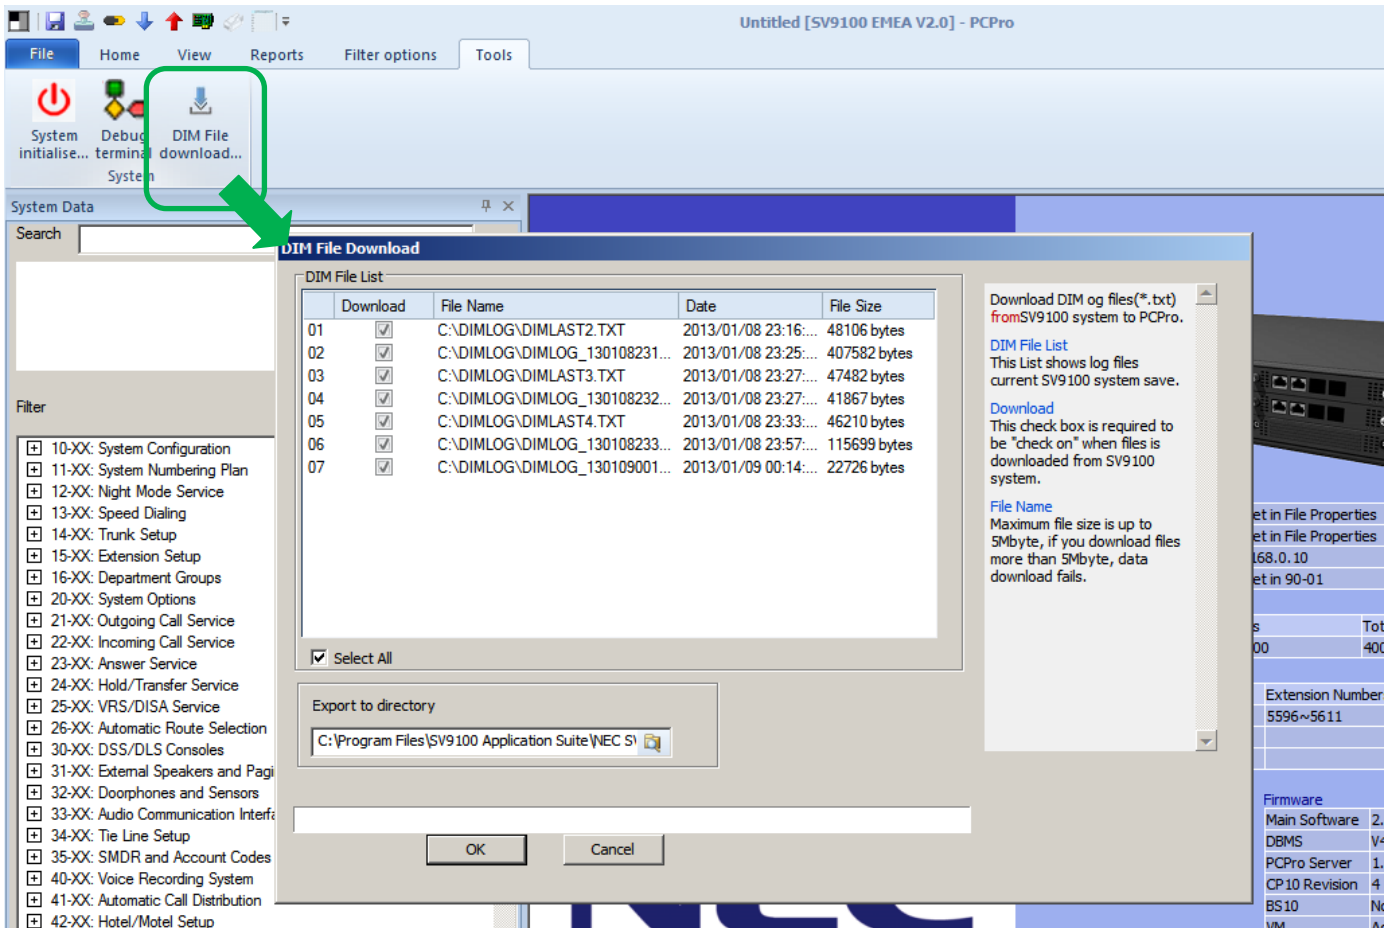 Untitled [SV9100 EMEA V2.0] - PCPro
File Home View Reports Filter options Tools
System initialise...
Debug terminal
DIM File download...
System
System Data
Search
Filter
10-XX: System Configuration
11-XX: System Numbering Plan
12-XX: Night Mode Service
13-XX: Speed Dialing
14-XX: Trunk Setup
15-XX: Extension Setup
16-XX: Department Groups
20-XX: System Options
21-XX: Outgoing Call Service
22-XX: Incoming Call Service
23-XX: Answer Service
24-XX: Hold/Transfer Service
25-XX: VRS/DISA Service
26-XX: Automatic Route Selection
30-XX: DSS/DLS Consoles
31-XX: External Speakers and Pagi
32-XX: Doorphones and Sensors
33-XX: Audio Communication Interfa
34-XX: Tie Line Setup
35-XX: SMDR and Account Codes
40-XX: Voice Recording System
41-XX: Automatic Call Distribution
42-XX: Hotel/Motel Setup
DIM File Download
DIM File List
Download File Name Date File Size
01 C:\DIMLOG\DIMLAST2.TXT 2013/01/08 23:16:... 48106 bytes
02 C:\DIMLOG\DIMLOG_130108231... 2013/01/08 23:25:... 407582 bytes
03 C:\DIMLOG\DIMLAST3.TXT 2013/01/08 23:27:... 47482 bytes
04 C:\DIMLOG\DIMLOG_130108232... 2013/01/08 23:27:... 41867 bytes
05 C:\DIMLOG\DIMLAST4.TXT 2013/01/08 23:33:... 46210 bytes
06 C:\DIMLOG\DIMLOG_130108233... 2013/01/08 23:57:... 115699 bytes
07 C:\DIMLOG\DIMLOG_130109001... 2013/01/09 00:14:... 22726 bytes
Select All
Export to directory
C:\Program Files\SV9100 Application Suite\NEC S
OK Cancel
Download DIM og files(*.txt)
fromSV9100 system to PCPro.
DIM File List
This List shows log files
current SV9100 system save.
Download
This check box is required to
be "check on" when files is
downloaded from SV9100
system.
File Name
Maximum file size is up to
5Mbyte, if you download files
more than 5Mbyte, data
download fails.
et in File Properties
et in File Properties
168.0.10
et in 90-01
s Tot
00 400
Extension Number
5596~5611
Firmware
Main Software 2.
DBMS V4
PCPro Server 1.
CP10 Revision 4
BS10 No
VM
NEC